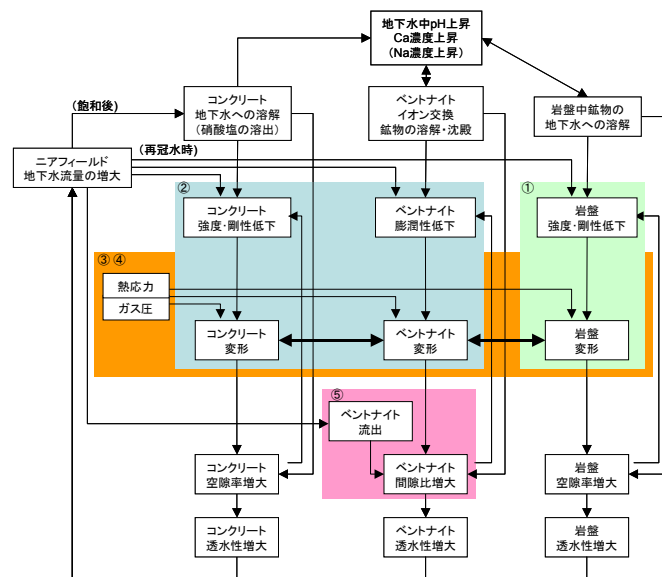 地下水中pH上昇
Ca濃度上昇
(Na濃度上昇)
コンクリート
地下水への溶解
(硝酸塩の溶出)
ベントナイト
イオン交換
鉱物の溶解・沈殿
岩盤中鉱物の
地下水への溶解
(飽和後)
(再冠水時)
ニアフィールド
地下水流量の増大
②
①
コンクリート
強度・剛性低下
ベントナイト
膨潤性低下
岩盤
強度・剛性低下
③④
熱応力
ガス圧
コンクリート
変形
ベントナイト
変形
岩盤
変形
⑤
ベントナイト
流出
コンクリート
空隙率増大
ベントナイト
間隙比増大
岩盤
空隙率増大
コンクリート
透水性増大
ベントナイト
透水性増大
岩盤
透水性増大